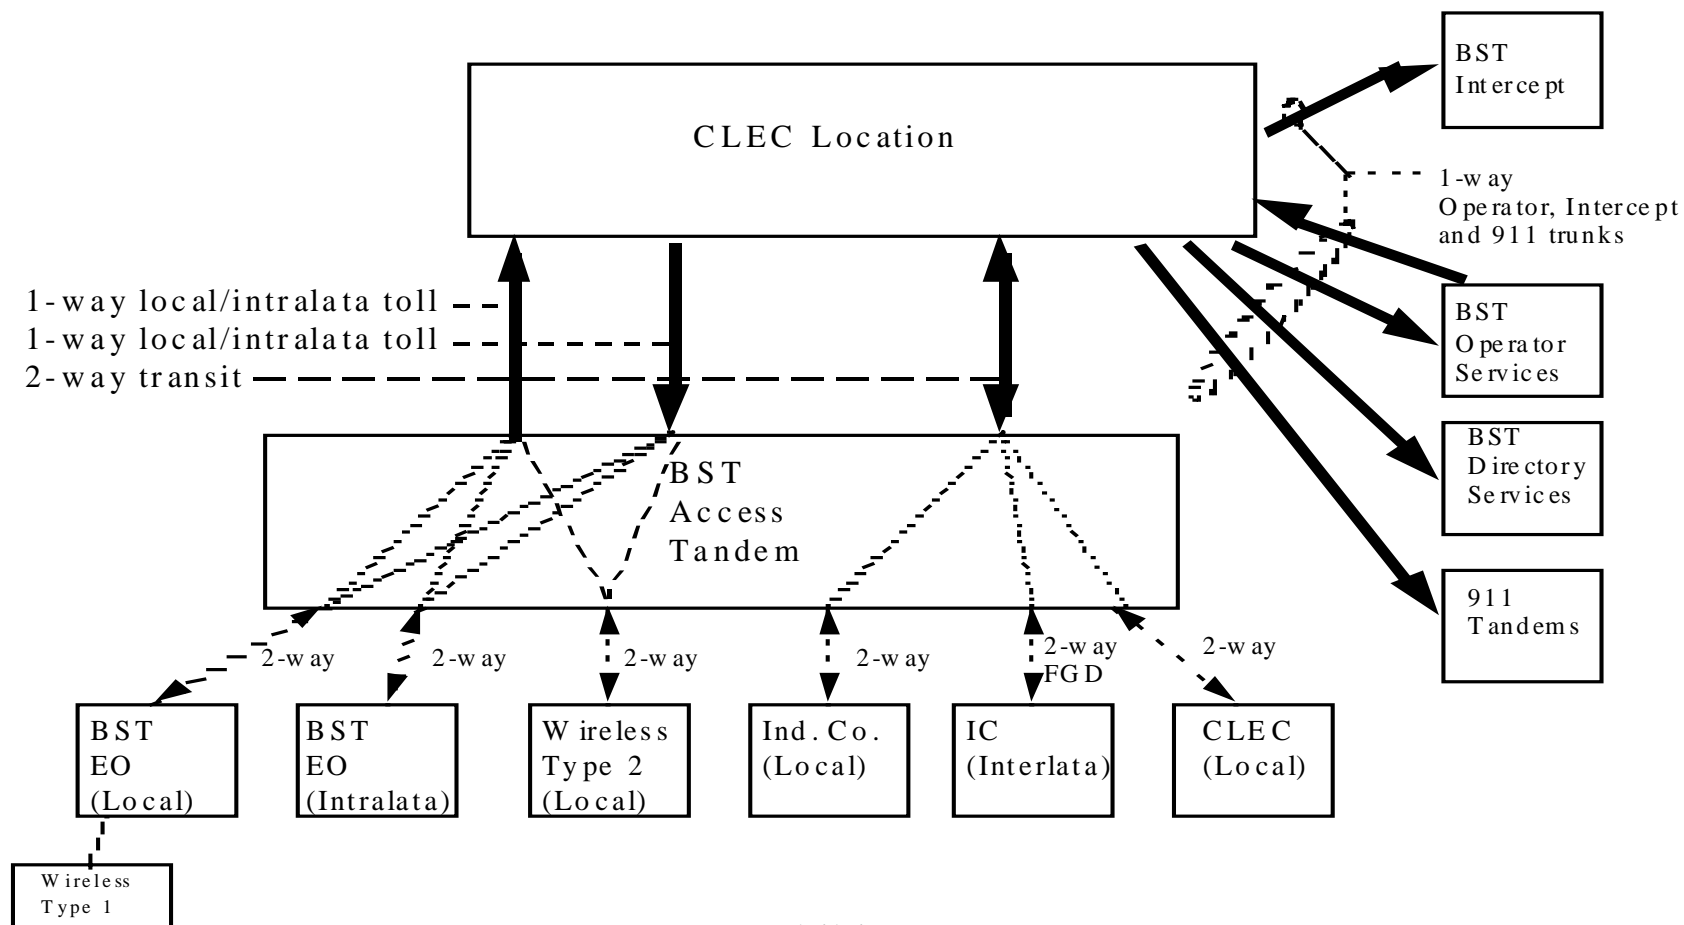 BST
Intercept
CLEC Location
1-way
Operator, Intercept
and 911 trunks
1-way local/intralata toll
1-way local/intralata toll
2-way transit
BST
Operator
Services
BST
Directory
Services
BST
Access
Tandem
911
Tandems
2-way
2-way
2-way
2-way
2-way
FGD
2-way
BST
EO
(Local)
BST
EO
(Intralata)
Wireless
Type 2
(Local)
Ind.Co.
(Local)
IC
(Interlata)
CLEC
(Local)
Wireless
Type 1